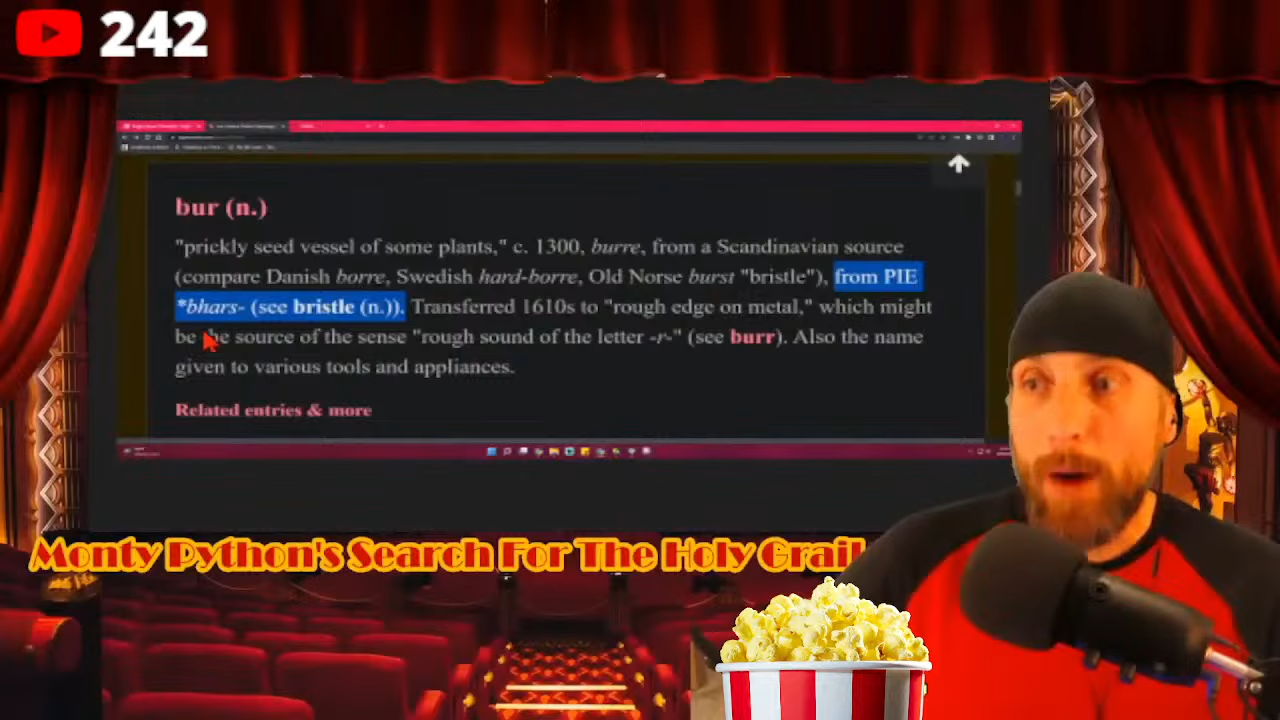 242
bur (n.)
"prickly seed vessel of some plants," c. 1300, burre, from a Scandinavian source
(compare Danish borre, Swedish hard-borre, Old Norse burst "bristle"), from PIE
*bhars- (see bristle (n.)). Transferred 1610s to "rough edge on metal," which might
be the source of the sense "rough sound of the letter -r-" (see burr). Also the name
given to various tools and appliances.
Related entries & more
Monty Python's Search For The Holy Grail